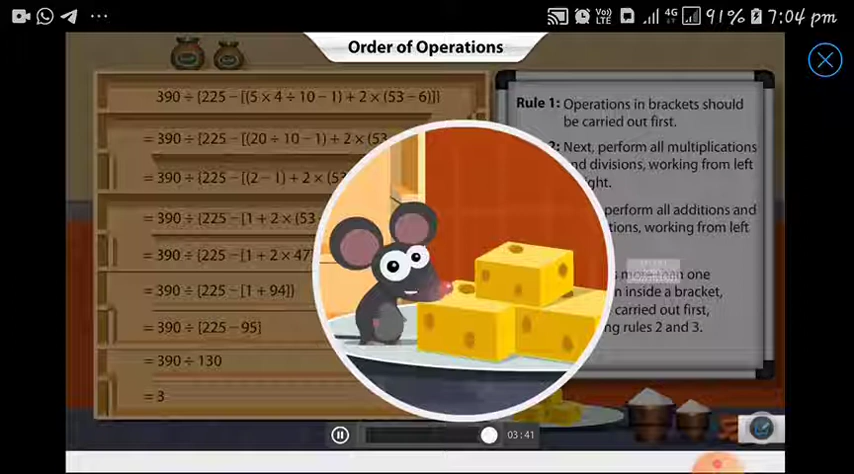 Vo))
LTE
4G
91%
7:04 pm
Order of Operations
390 ÷ {225 – [(5 × 4 ÷ 10 – 1) + 2 × (53 – 6)]}
= 390 ÷ {225 – [(20 ÷ 10 – 1) + 2 × (53
= 390 ÷ {225 – [(2 – 1) + 2 × (5
= 390 ÷ {225 – [1 + 2 × (53
= 390 ÷ {225 – [1 + 2 × 47
= 390 ÷ {225 – [1 + 94]}
= 390 ÷ {225 – 95}
= 390 ÷ 130
= 3
Rule 1: Operations in brackets should
be carried out first.
2: Next, perform all multiplications
nd divisions, working from left
ght.
perform all additions and
tions, working from left
more than one
n inside a bracket,
carried out first,
ng rules 2 and 3.
03:41